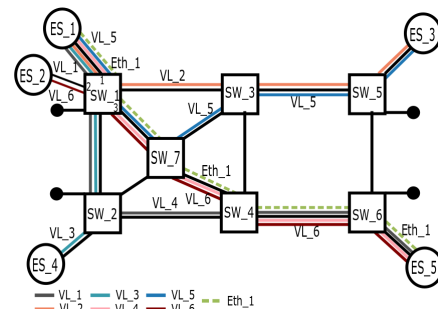 ES_1
VL_5
ES_3
Eth_1
ES_2
VL_1
VL_2
1
2
SW_1
3
VL_6
SW_3
VL_5
SW_5
VL_5
SW_7
Eth_1
VL_6
SW_2
VL_4
SW_4
SW_6
VL_6
Eth_1
VL_3
ES_4
ES_5
VL_1
VL_3
VL_5
Eth_1
VL_2
VL_4
VL_6